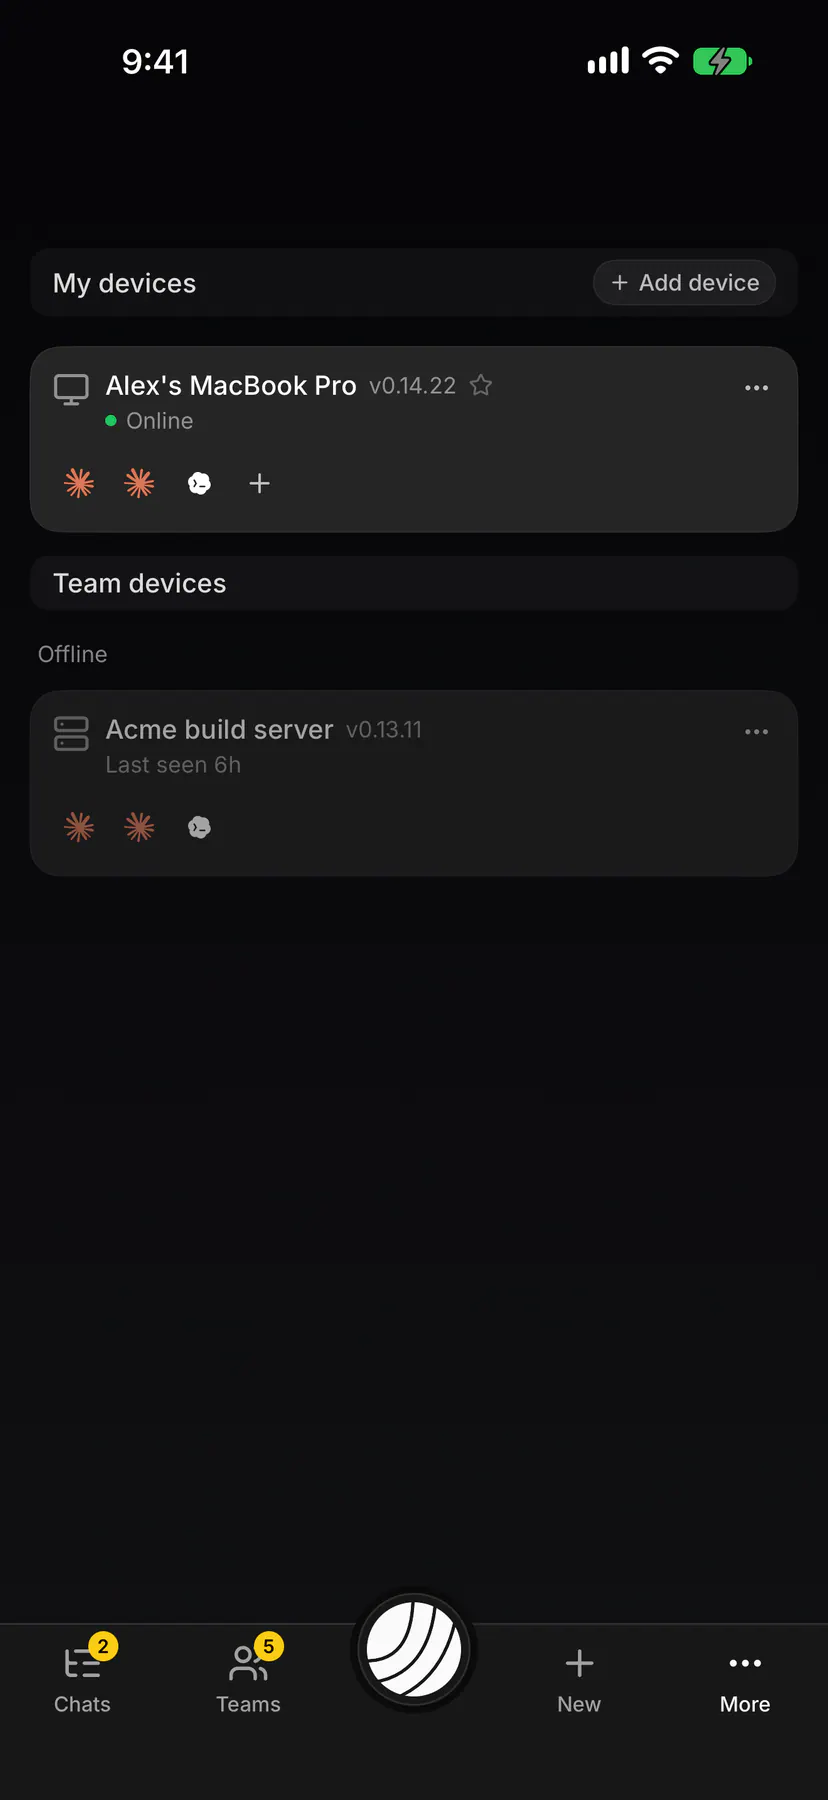 9:41
My devices
+ Add device
Alex's MacBook Pro v0.14.22
Online
Team devices
Offline
Acme build server v0.13.11
Last seen 6h
2
5
Chats
Teams
New
More